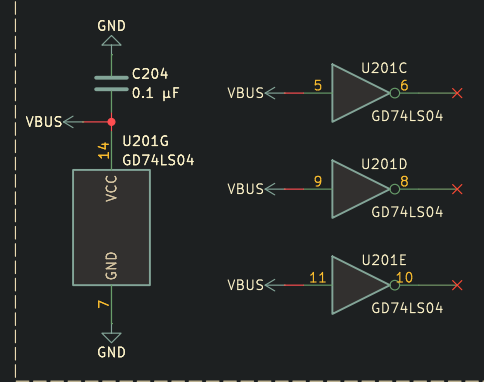 GND
C204
0.1 µF
VBUS
14
U201G
GD74LS04
VCC
GND
7
GND
U201C
VBUS
5
6
GD74LS04
U201D
VBUS
9
8
GD74LS04
U201E
VBUS
11
10
GD74LS04